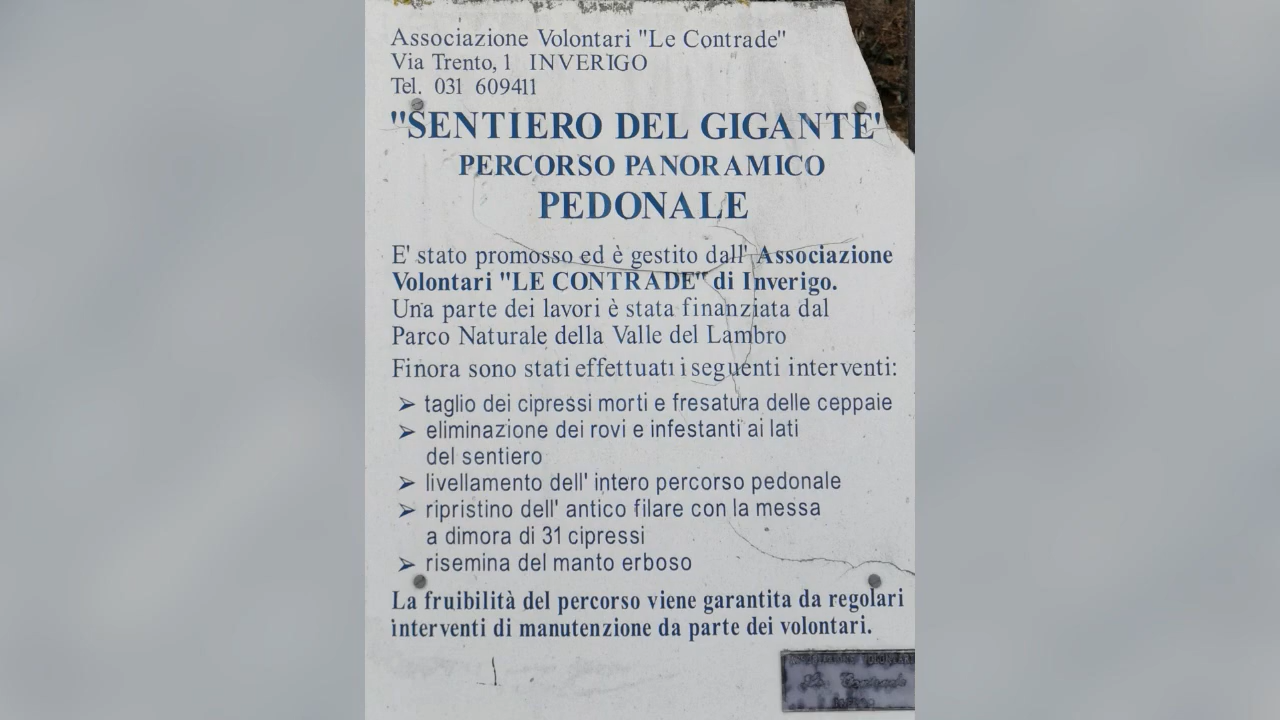 Associazione Volontari "Le Contrade"
Via Trento, 1 INVERIGO
Tel. 031 609411
"SENTIERO DEL GIGANTE"
PERCORSO PANORAMICO
PEDONALE
E' stato promosso ed è gestito dall' Associazione
Volontari "LE CONTRADE" di Inverigo.
Una parte dei lavori è stata finanziata dal
Parco Naturale della Valle del Lambro
Finora sono stati effettuati i seguenti interventi:
➢ taglio dei cipressi morti e fresatura delle ceppaie
➢ eliminazione dei rovi e infestanti ai lati
del sentiero
➢ livellamento dell' intero percorso pedonale
➢ ripristino dell' antico filare con la messa
a dimora di 31 cipressi
➢ risemina del manto erboso
La fruibilità del percorso viene garantita da regolari
interventi di manutenzione da parte dei volontari.